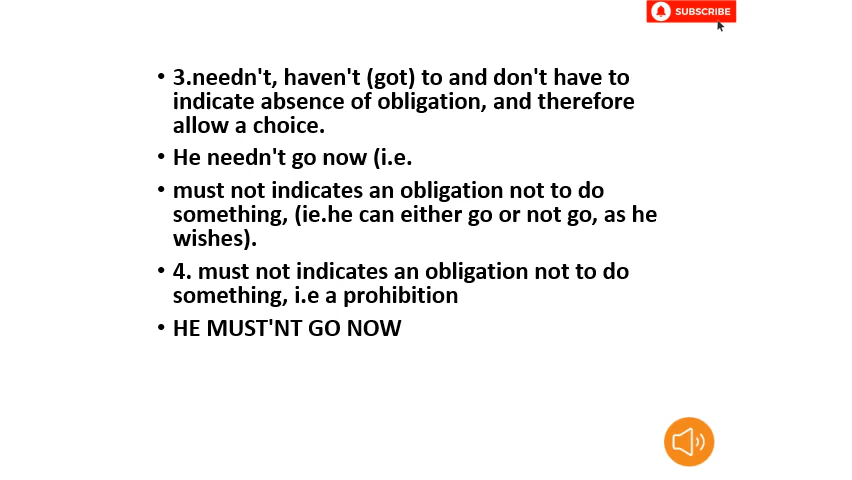 SUBSCRIBE
• 3.needn't, haven't (got) to and don't have to
indicate absence of obligation, and therefore
allow a choice.
• He needn't go now (i.e.
• must not indicates an obligation not to do
something, (ie.he can either go or not go, as he
wishes).
• 4. must not indicates an obligation not to do
something, i.e a prohibition
• HE MUST'NT GO NOW